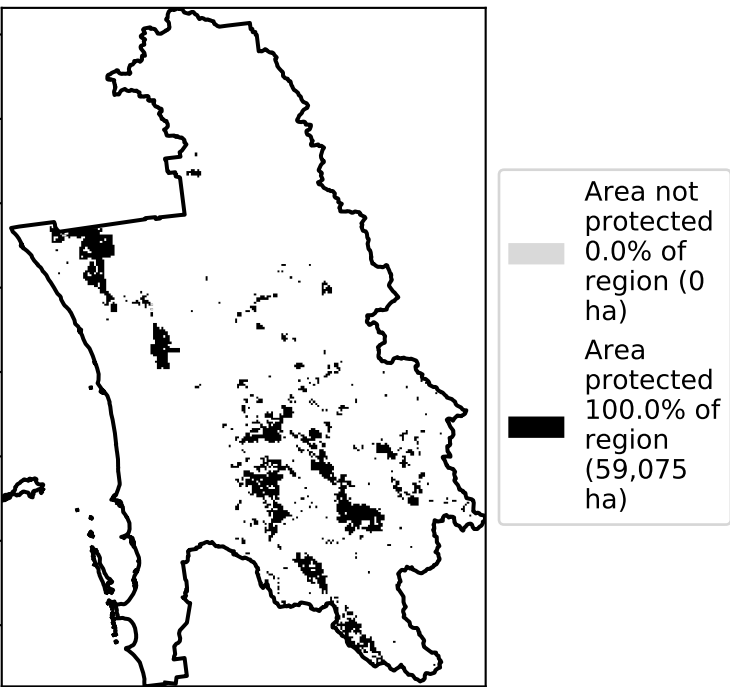 Area not
protected
0.0% of
region (0
ha)
Area
protected
100.0% of
region
(59,075
ha)